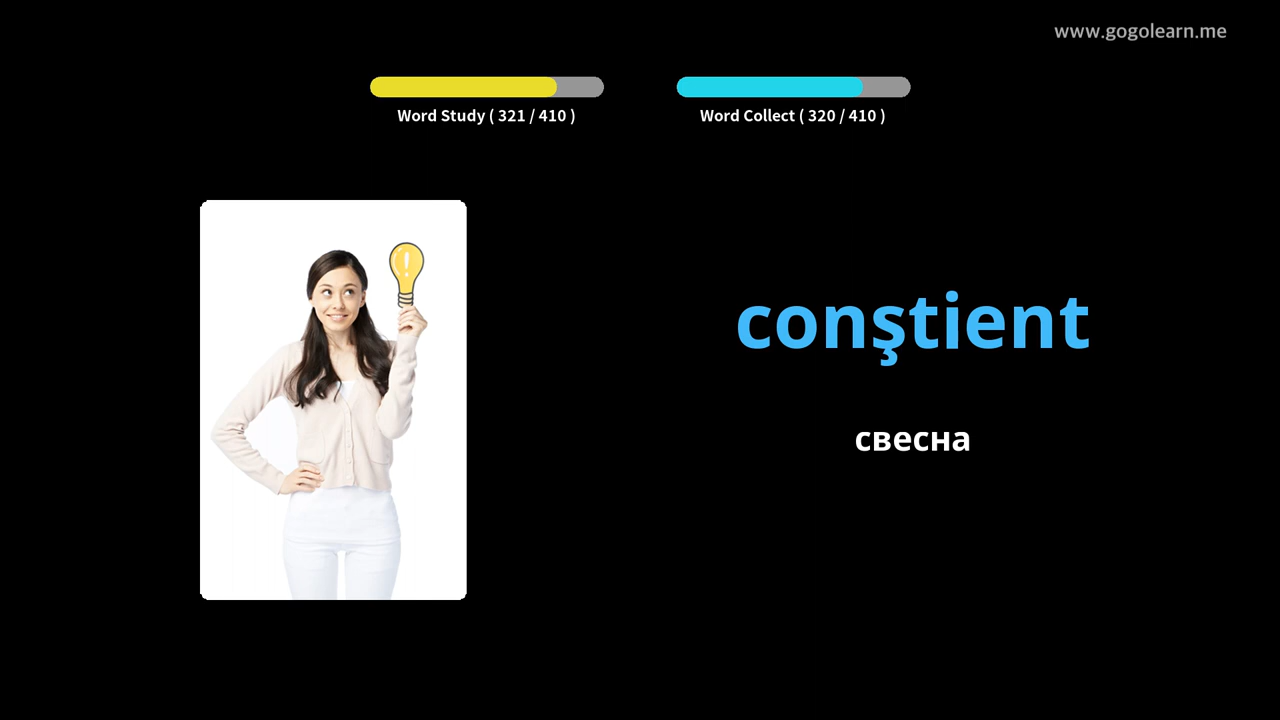 www.gogolearn.me
Word Study ( 321 / 410 )
Word Collect ( 320 / 410 )
!
conştient
свесна